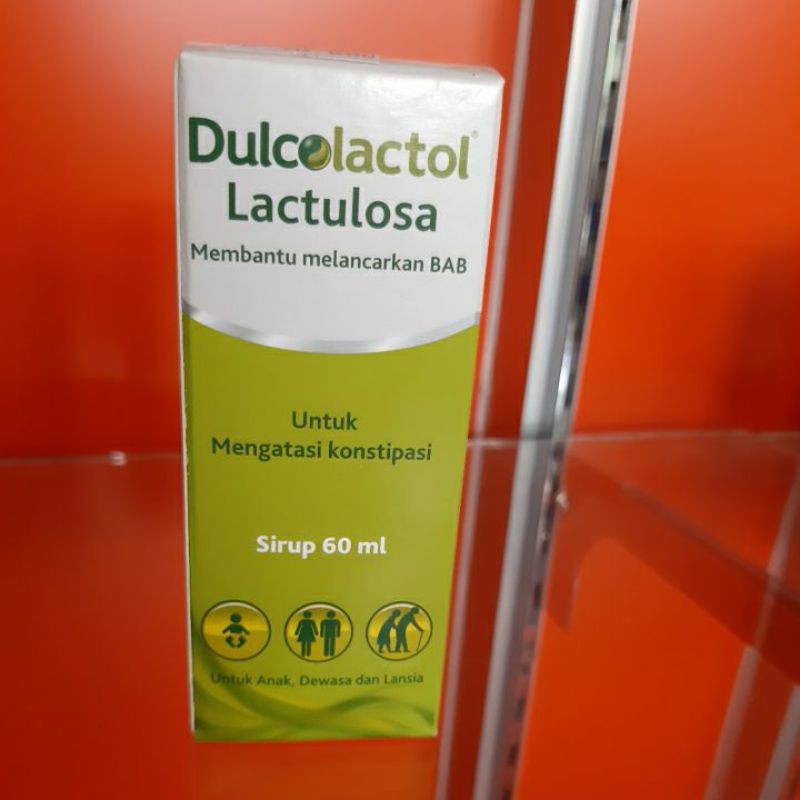 Dulcolactol®
Lactulosa
Membantu melancarkan BAB
Untuk
Mengatasi konstipasi
Sirup 60 ml
Untuk Anak, Dewasa dan Lansia